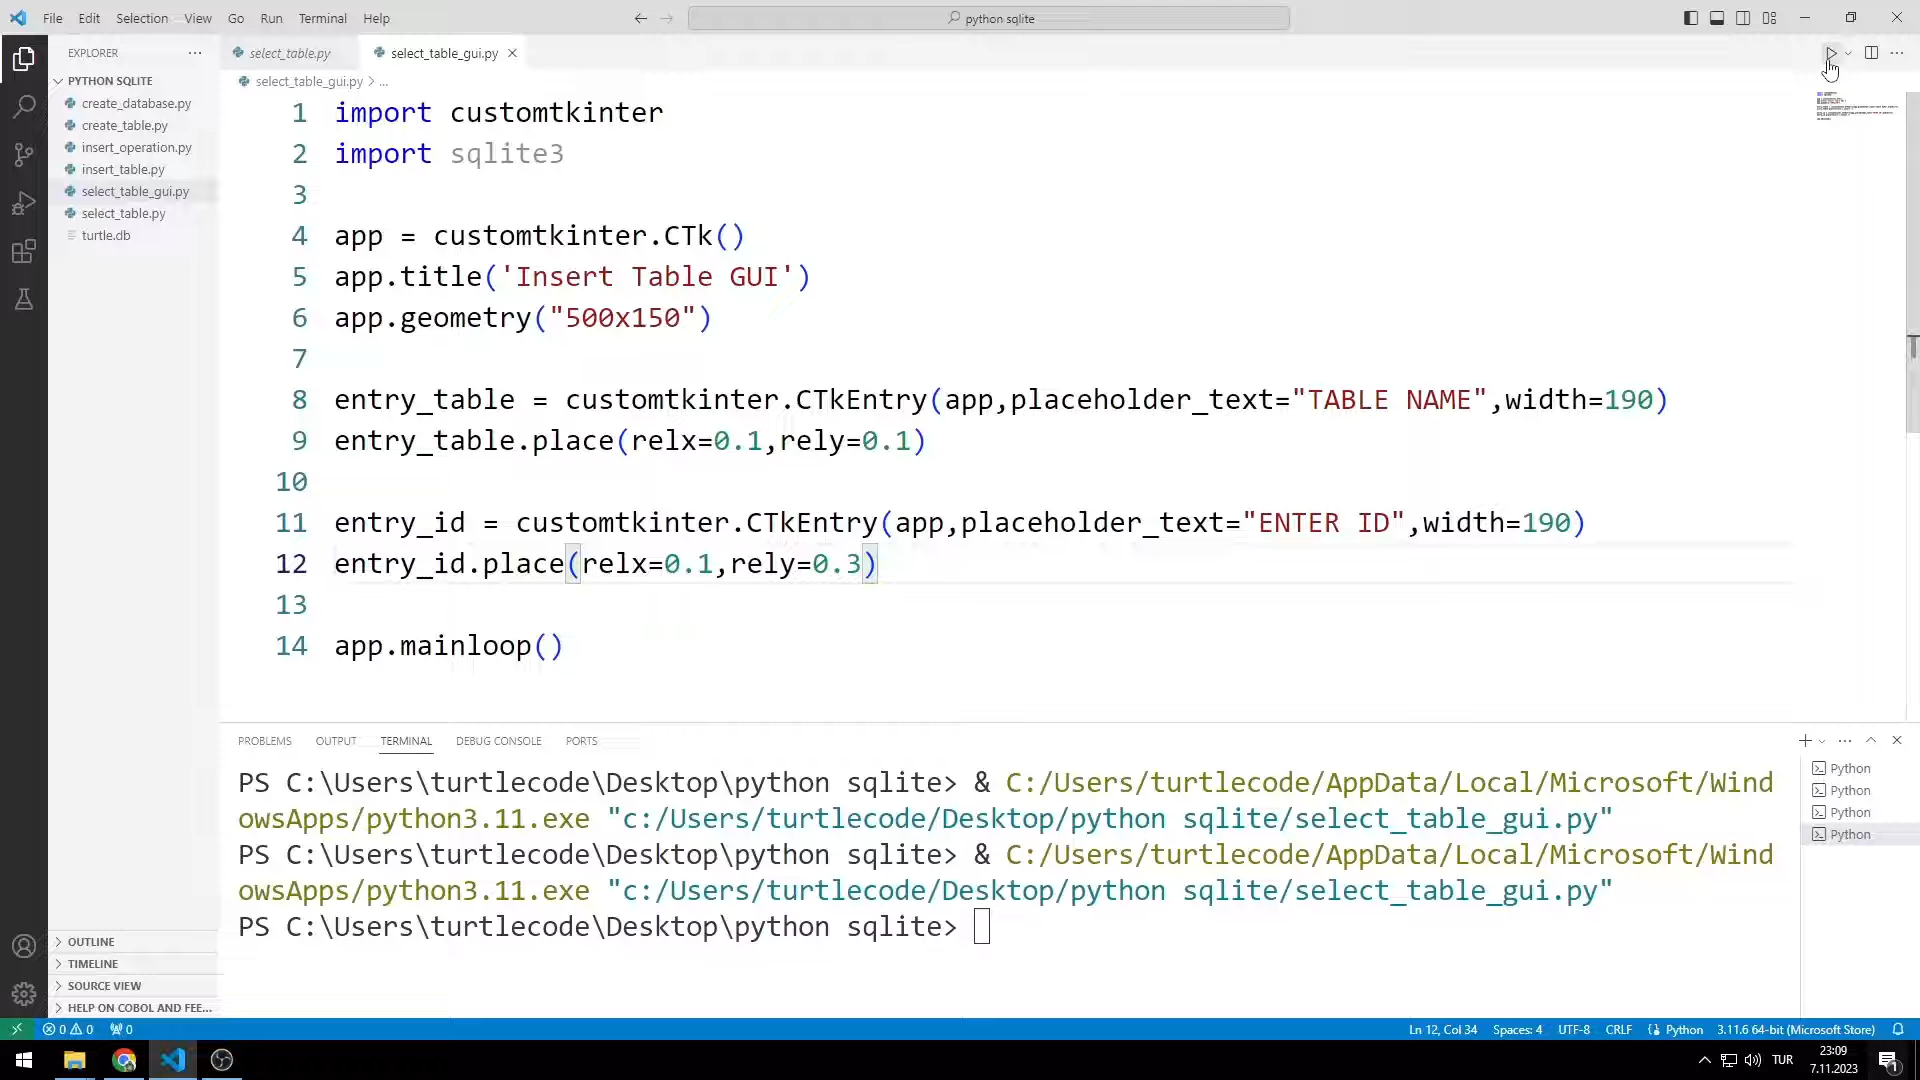 File Edit Selection View Go Run Terminal Help
python sqlite
EXPLORER
PYTHON SQLITE
create_database.py
create_table.py
insert_operation.py
insert_table.py
select_table_gui.py
select_table.py
turtle.db
OUTLINE
TIMELINE
SOURCE VIEW
HELP ON COBOL AND FEE...
select_table.py select_table_gui.py
select_table_gui.py > ...
1 import customtkinter
2 import sqlite3
3
4 app = customtkinter.CTk()
5 app.title('Insert Table GUI')
6 app.geometry("500x150")
7
8 entry_table = customtkinter.CTkEntry(app,placeholder_text="TABLE NAME",width=190)
9 entry_table.place(relx=0.1,rely=0.1)
10
11 entry_id = customtkinter.CTkEntry(app,placeholder_text="ENTER ID",width=190)
12 entry_id.place(relx=0.1,rely=0.3)
13
14 app.mainloop()
PROBLEMS OUTPUT TERMINAL DEBUG CONSOLE PORTS
PS C:\Users\turtlecode\Desktop\python sqlite> & C:/Users/turtlecode/AppData/Local/Microsoft/Wind
owsApps/python3.11.exe "c:/Users/turtlecode/Desktop/python sqlite/select_table_gui.py"
PS C:\Users\turtlecode\Desktop\python sqlite> & C:/Users/turtlecode/AppData/Local/Microsoft/Wind
owsApps/python3.11.exe "c:/Users/turtlecode/Desktop/python sqlite/select_table_gui.py"
PS C:\Users\turtlecode\Desktop\python sqlite>
Python
Python
Python
Python
0 0 0
Ln 12, Col 34 Spaces: 4 UTF-8 CRLF Python 3.11.6 64-bit (Microsoft Store)
TUR
23:09
7.11.2023
1